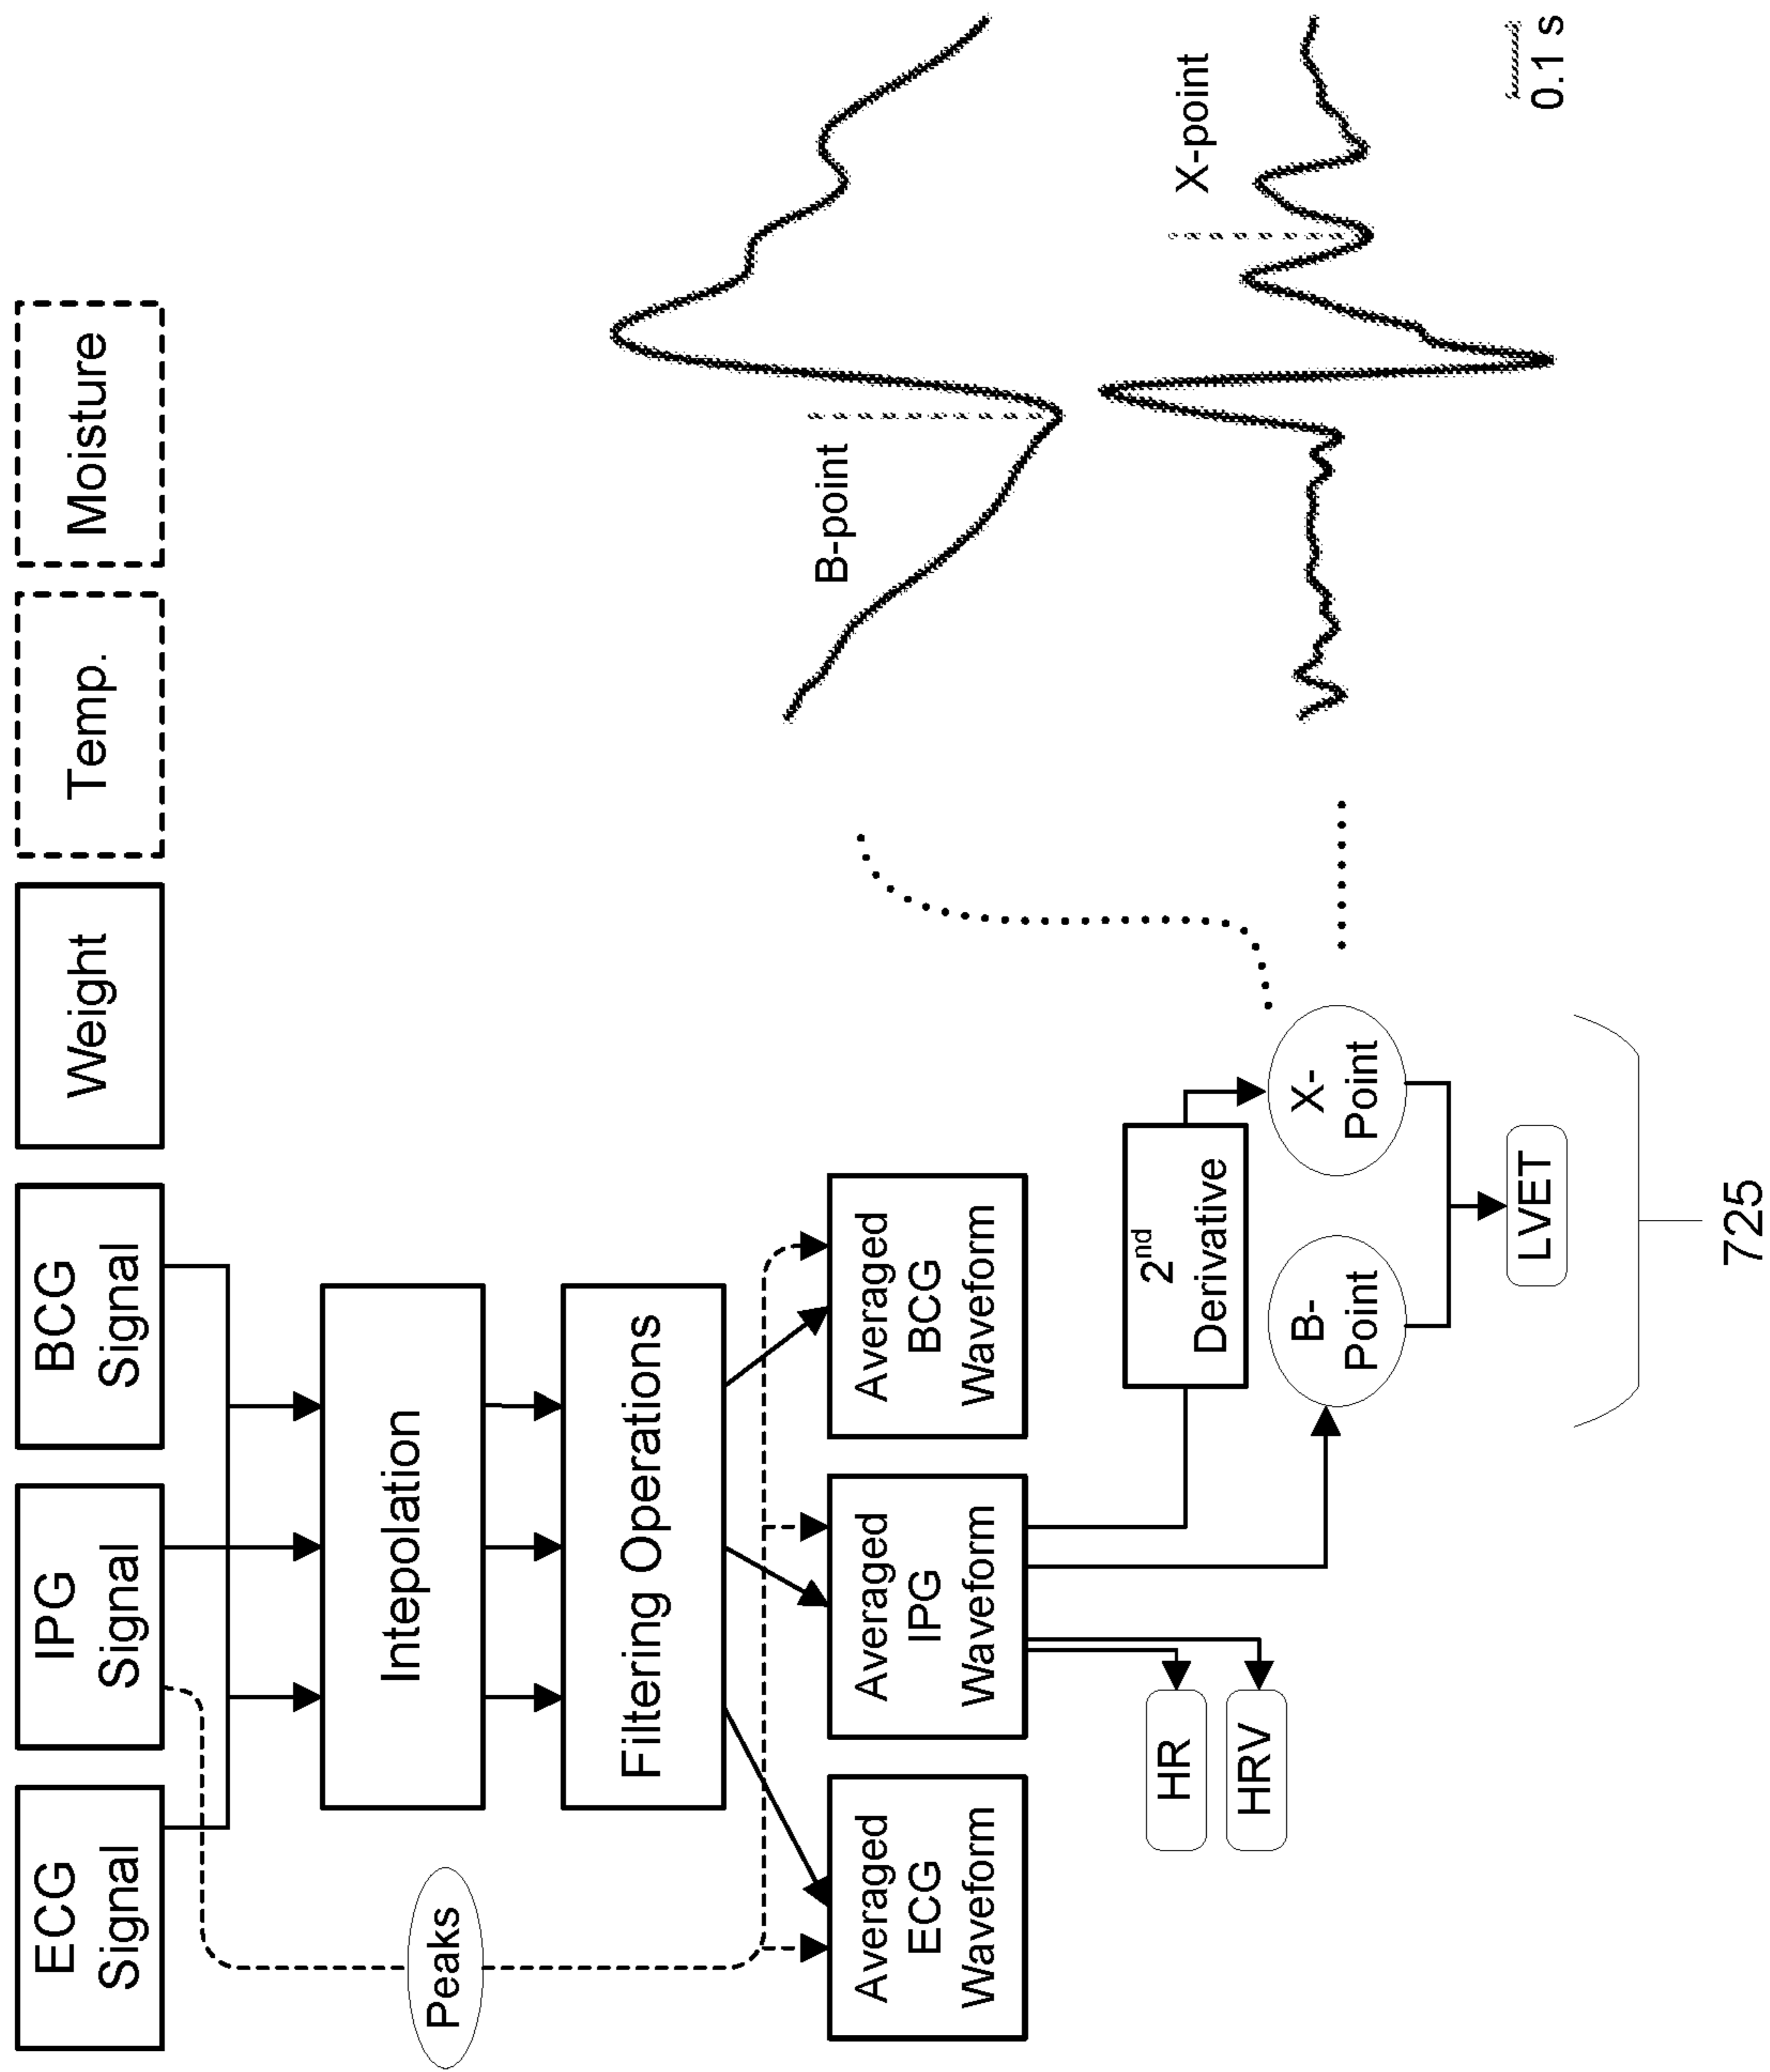 ECG
Signal
IPG
Signal
BCG
Signal
Weight
Temp.
Moisture
Intepolation
Peaks
Filtering Operations
Averaged
ECG
Waveform
Averaged
IPG
Waveform
Averaged
BCG
Waveform
HR
HRV
2nd
Derivative
B-
Point
X-
Point
LVET
725
B-point
X-point
0.1 s